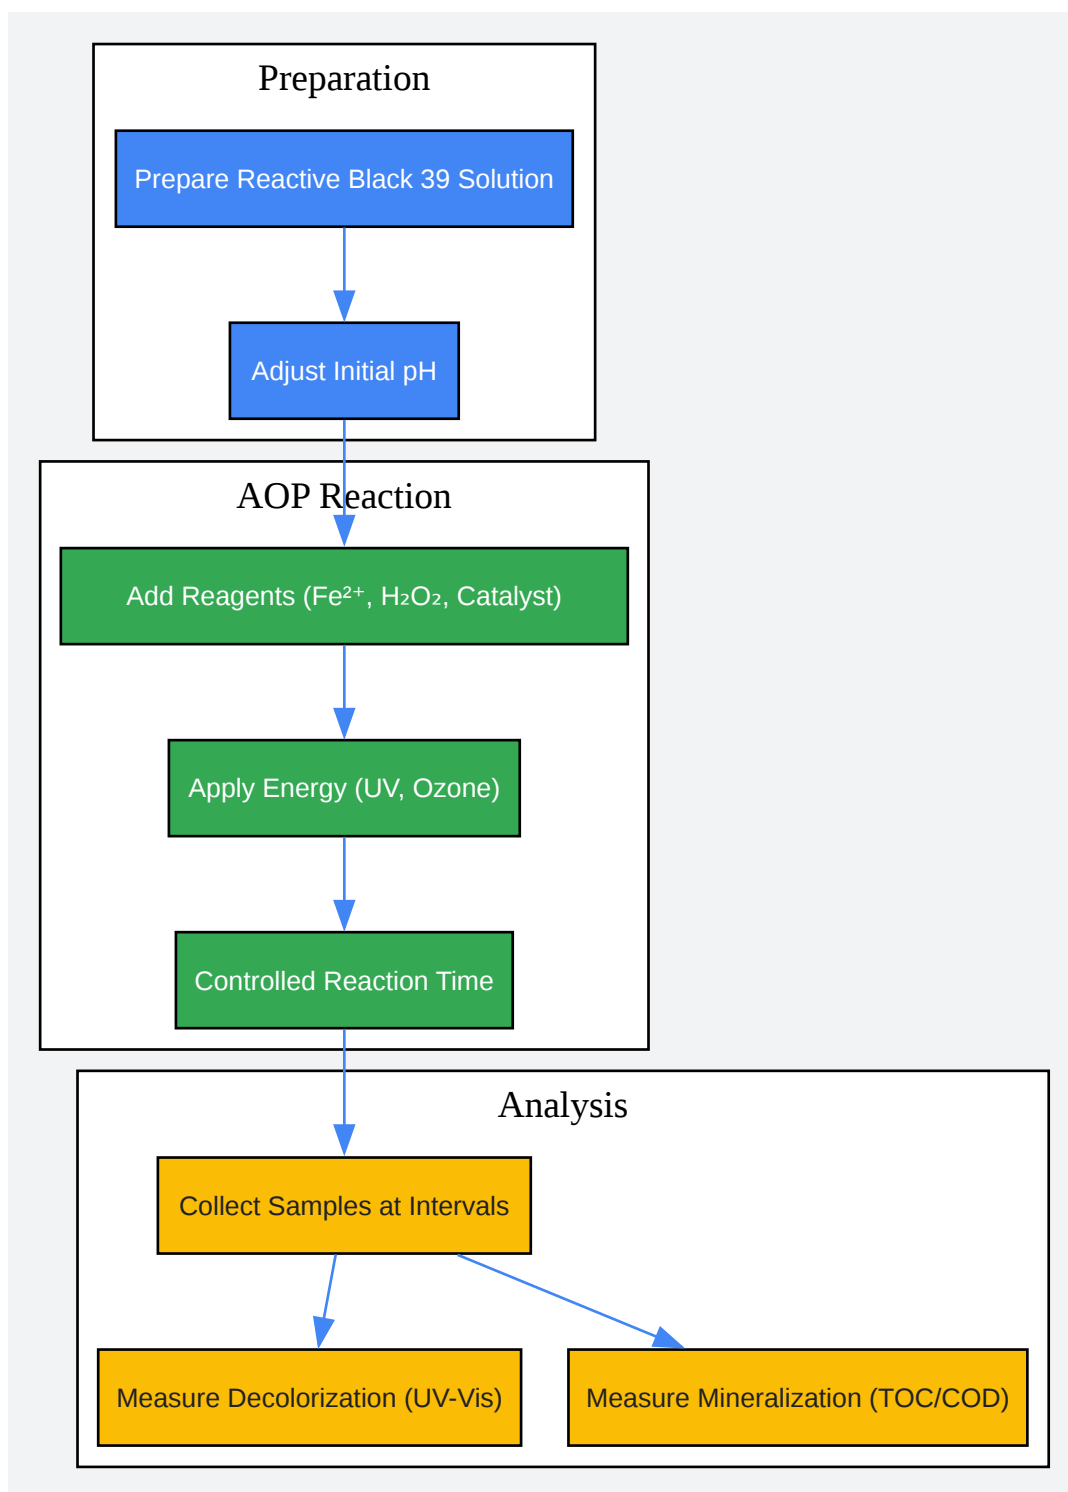 Preparation
Prepare Reactive Black 39 Solution
Adjust Initial pH
AOP Reaction
Add Reagents (Fe²⁺, H₂O₂, Catalyst)
Apply Energy (UV, Ozone)
Controlled Reaction Time
Analysis
Collect Samples at Intervals
Measure Decolorization (UV-Vis)
Measure Mineralization (TOC/COD)